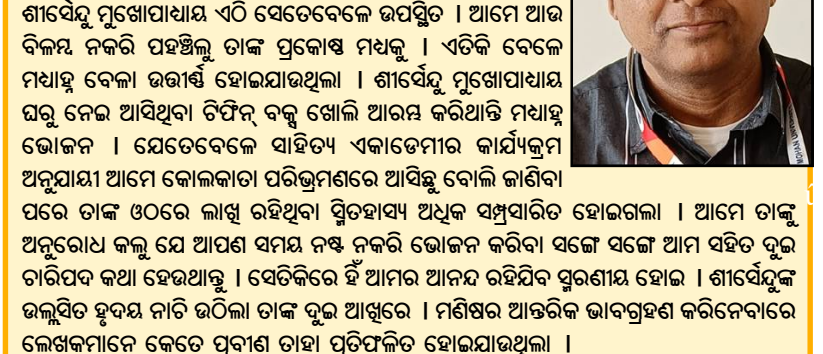 ଶୀର୍ସେନ୍ଦୁ ମୁଖୋପାଧ୍ୟାୟ ଏଠି ସେତେବେଳେ ଉପସ୍ଥିତ । ଆମେ ଆଉ
ବିଳମ୍ବ ନକରି ପହଞ୍ଚିଲୁ ତାଙ୍କ ପ୍ରକୋଷ୍ଠ ମଧ୍ୟକୁ । ଏତିକି ବେଳେ
ମଧ୍ୟାହ୍ନ ବେଳା ଉତ୍ତୀର୍ଣ୍ଣ ହୋଇଯାଉଥିଲା । ଶୀର୍ସେନ୍ଦୁ ମୁଖୋପାଧ୍ୟାୟ
ଘରୁ ନେଇ ଆସିଥିବା ଟିଫିନ୍ ବକ୍ସ ଖୋଲି ଆରମ୍ଭ କରିଥାନ୍ତି ମଧ୍ୟାହ୍ନ
ଭୋଜନ । ଯେତେବେଳେ ସାହିତ୍ୟ ଏକାଡେମୀର କାର୍ଯ୍ୟକ୍ରମ
ଅନୁଯାୟୀ ଆମେ କୋଲକାତା ପରିଭ୍ରମଣରେ ଆସିଛୁ ବୋଲି ଜାଣିବା
ପରେ ତାଙ୍କ ଓଠରେ ଲାଖି ରହିଥିବା ସ୍ମିତହାସ୍ୟ ଅଧିକ ସମ୍ପ୍ରସାରିତ ହୋଇଗଲା । ଆମେ ତାଙ୍କୁ
ଅନୁରୋଧ କଲୁ ଯେ ଆପଣ ସମୟ ନଷ୍ଟ ନକରି ଭୋଜନ କରିବା ସଙ୍ଗେ ସଙ୍ଗେ ଆମ ସହିତ ଦୁଇ
ଚାରିପଦ କଥା ହେଉଥାନ୍ତୁ । ସେତିକିରେ ହିଁ ଆମର ଆନନ୍ଦ ରହିଯିବ ସ୍ମରଣୀୟ ହୋଇ । ଶୀର୍ସେନ୍ଦୁଙ୍କ
ଉଲ୍ଲସିତ ହୃଦୟ ନାଚି ଉଠିଲା ତାଙ୍କ ଦୁଇ ଆଖିରେ । ମଣିଷର ଆନ୍ତରିକ ଭାବଗ୍ରହଣ କରିନେବାରେ
ଲେଖକମାନେ କେତେ ପ୍ରବୀଣ ତାହା ପ୍ରତିଫଳିତ ହୋଇଯାଉଥିଲା ।